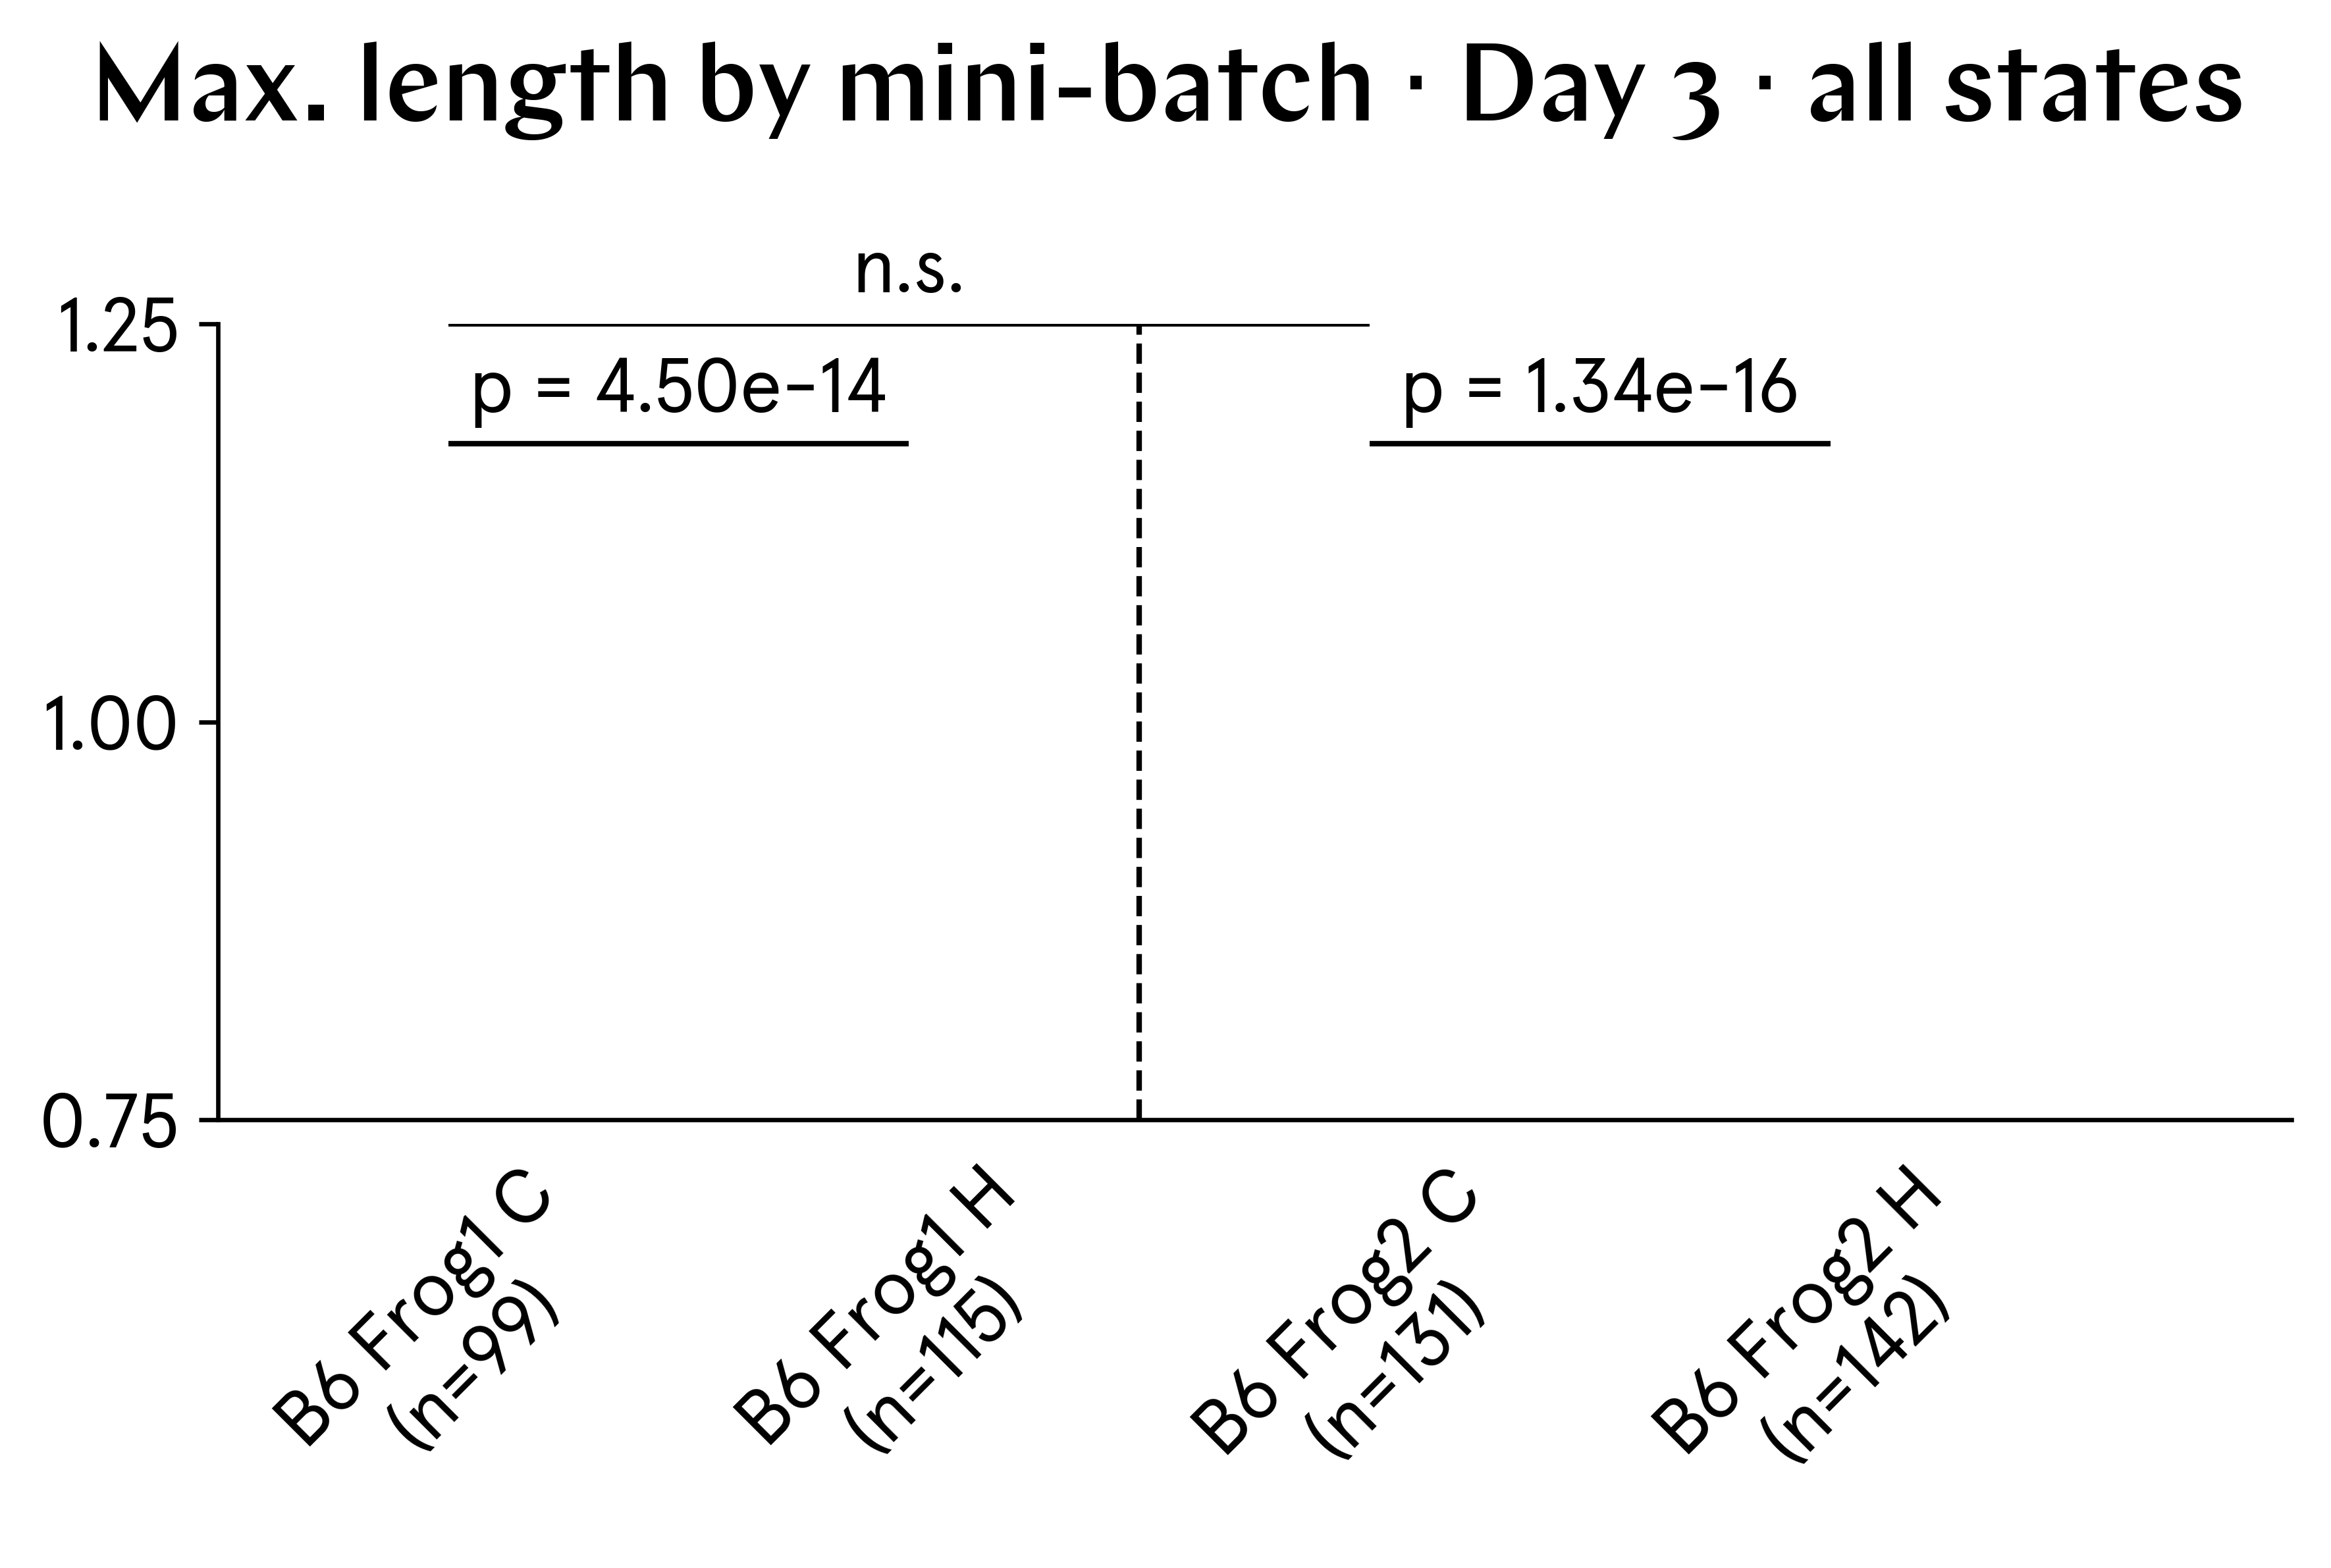 Max. length by mini-batch · Day 3 · all states
n.s.
1.25
p = 4.50e-14
p = 1.34e-16
1.00
0.75
B6 Frog1 C
(n=99)
B6 Frog1 H
(n=115)
B6 Frog2 C
(n=131)
B6 Frog2 H
(n=142)